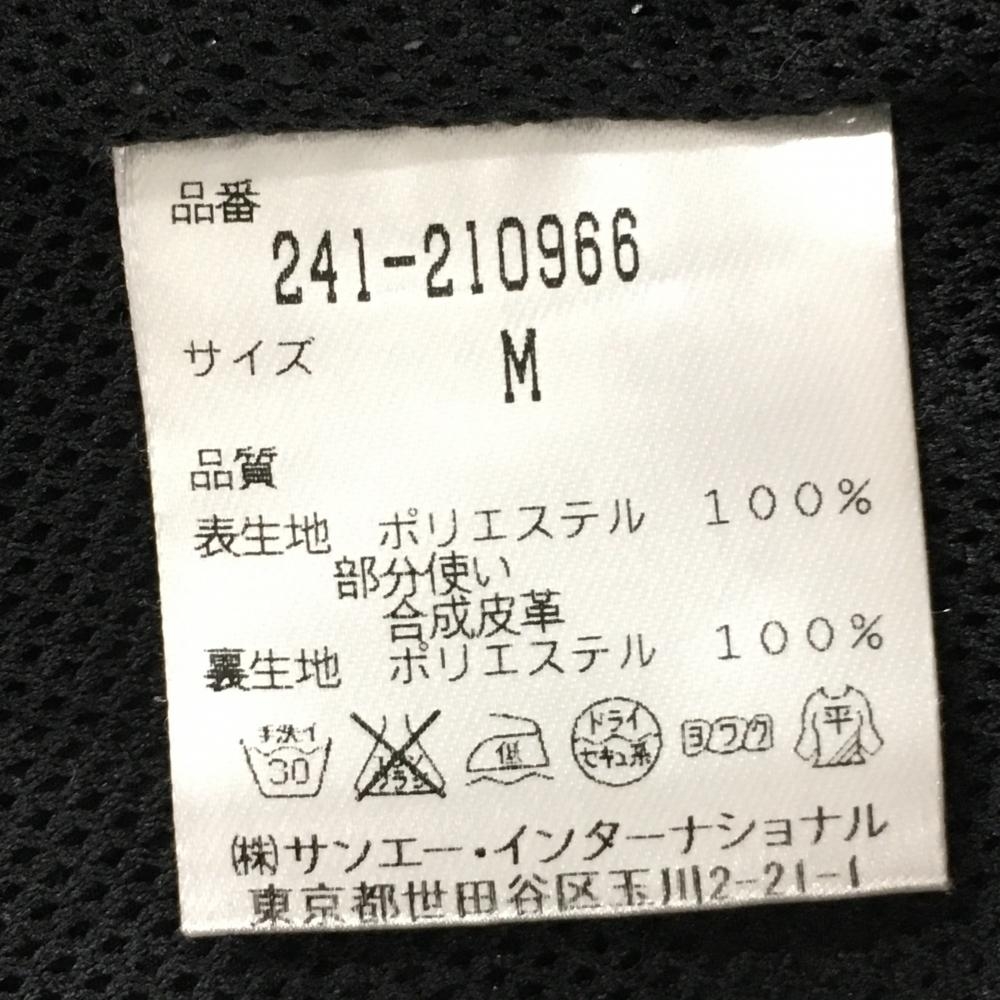 品番
241-210966
サイズ M
品質
表生地 ポリエステル 100%
部分使い
合成皮革
裏生地 ポリエステル 100%
手洗イ 30 低 ドライ セキュ系 ヨワク 平
㈱サンエー・インターナショナル
東京都世田谷区玉川2-21-1